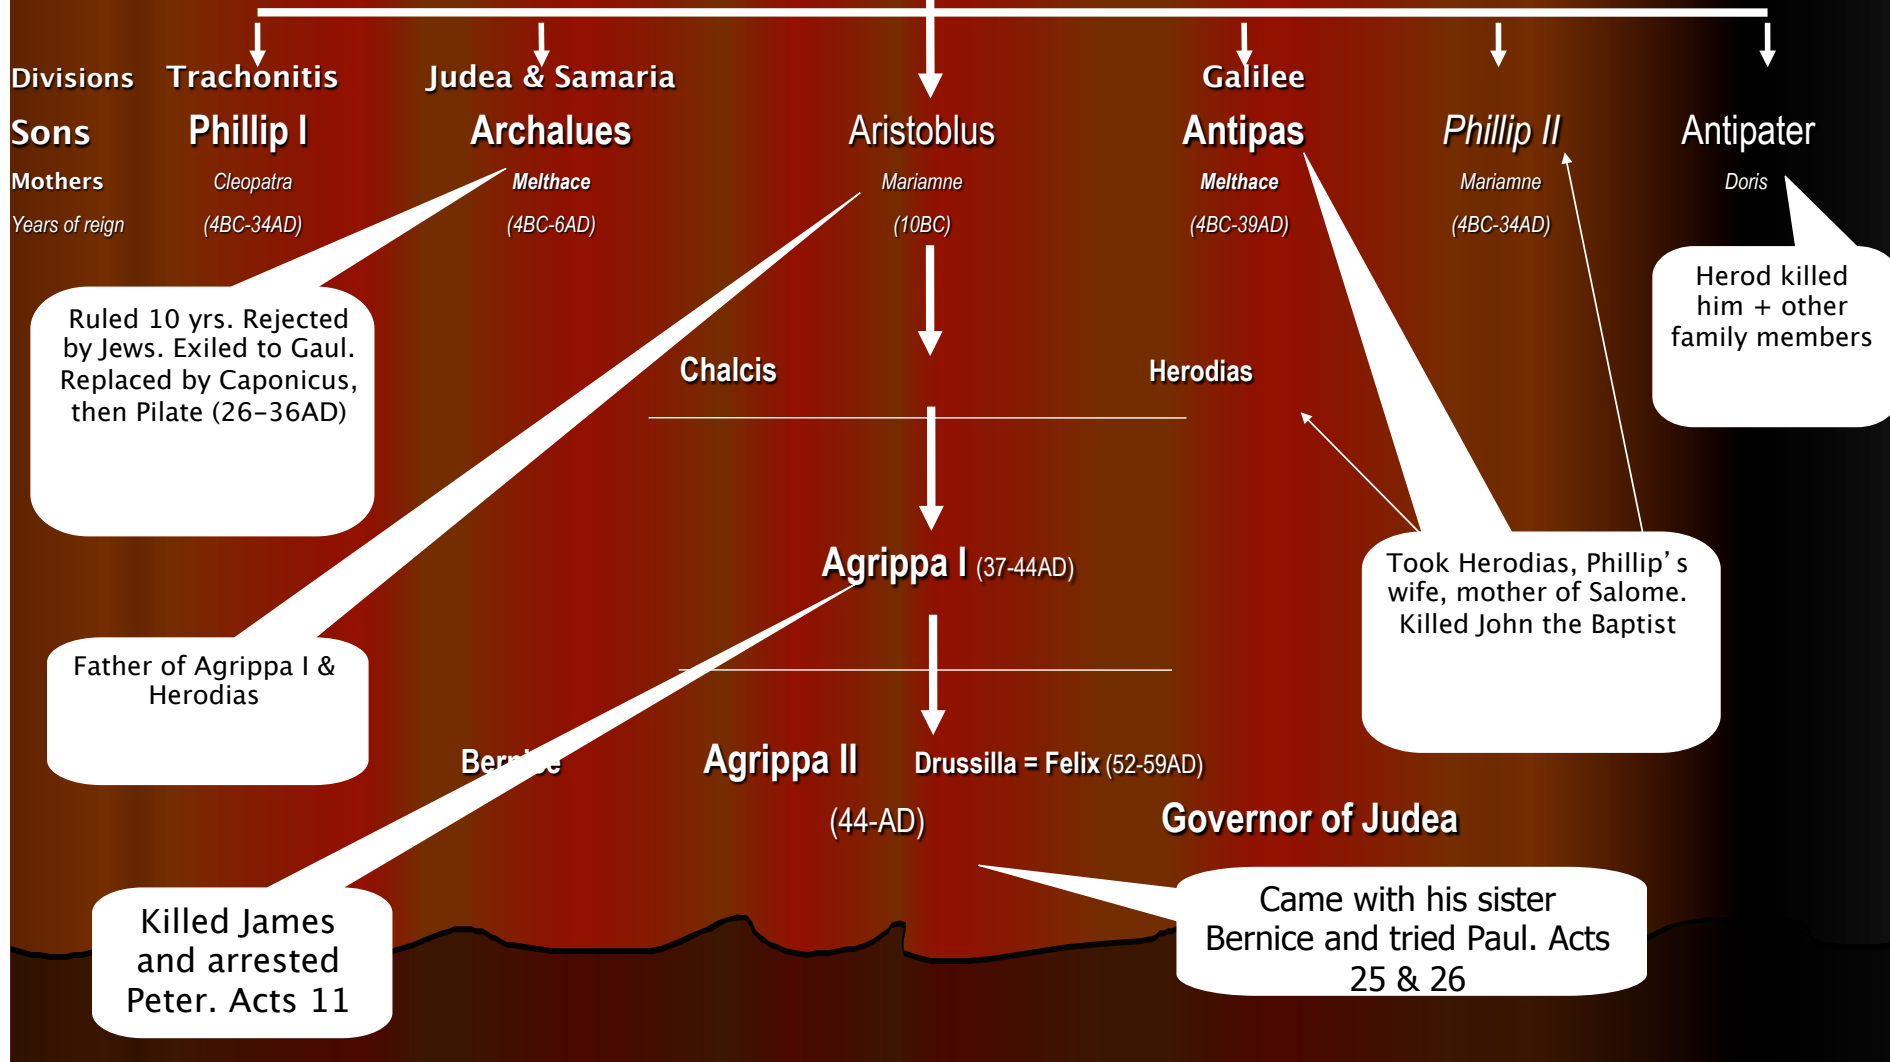 Divisions Trachonitis Judea & Samaria Galilee
Sons Phillip I Archalues Aristoblus Antipas Phillip II Antipater
Mothers Cleopatra Melthace Mariamne Melthace Mariamne Doris
Years of reign (4BC-34AD) (4BC-6AD) (10BC) (4BC-39AD) (4BC-34AD)
Herod killed
him + other
family members
Ruled 10 yrs. Rejected
by Jews. Exiled to Gaul.
Replaced by Caponicus,
then Pilate (26-36AD)
Chalcis Herodias
Agrippa I (37-44AD)
Took Herodias, Phillip's
wife, mother of Salome.
Killed John the Baptist
Father of Agrippa I &
Herodias
Bernice Agrippa II Drussilla = Felix (52-59AD)
(44-AD) Governor of Judea
Killed James
and arrested
Peter. Acts 11
Came with his sister
Bernice and tried Paul. Acts
25 & 26